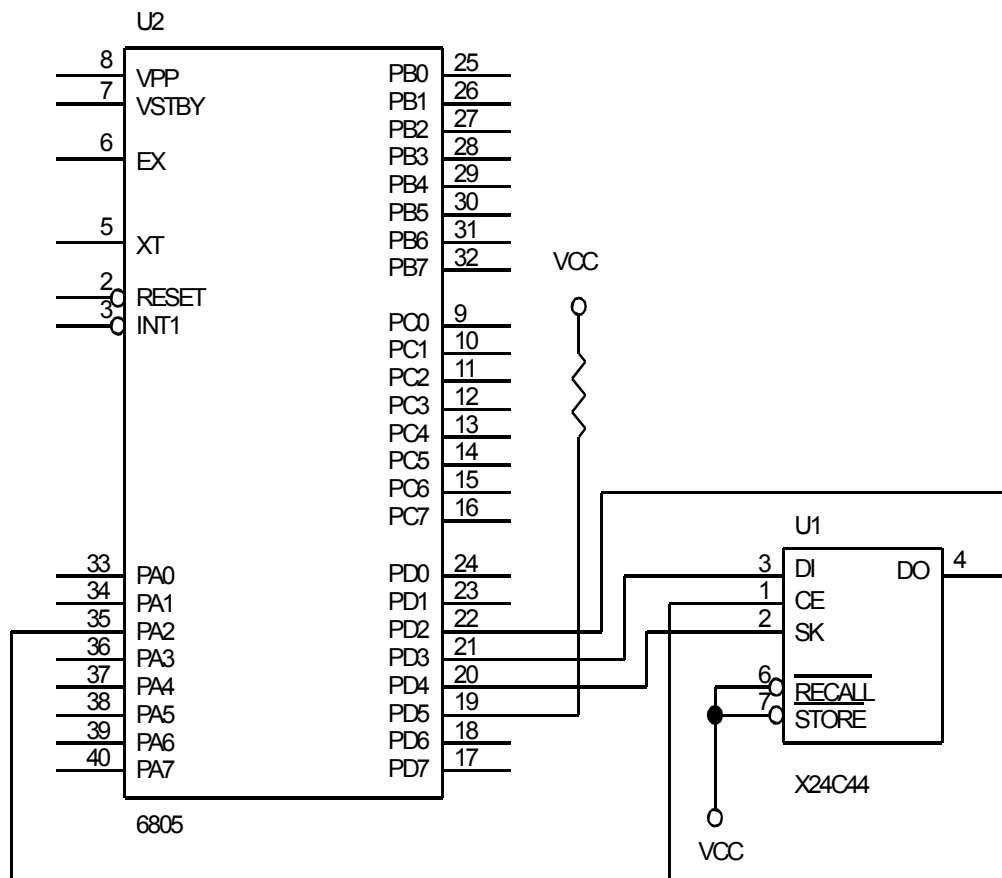 U2
8 VPP PB0 25
7 VSTBY PB1 26
PB2 27
6 EX PB3 28
PB4 29
PB5 30
5 XT PB6 31
PB7 32
VCC
2 RESET
3 INT1 PC0 9
PC1 10
PC2 11
PC3 12
PC4 13
PC5 14
PC6 15
PC7 16
U1
33 PA0 PD0 24 3 DI DO 4
34 PA1 PD1 23 1 CE
35 PA2 PD2 22 2 SK
36 PA3 PD3 21
37 PA4 PD4 20 6 RECALL
38 PA5 PD5 19 7 STORE
39 PA6 PD6 18
40 PA7 PD7 17
X24C44
6805
VCC